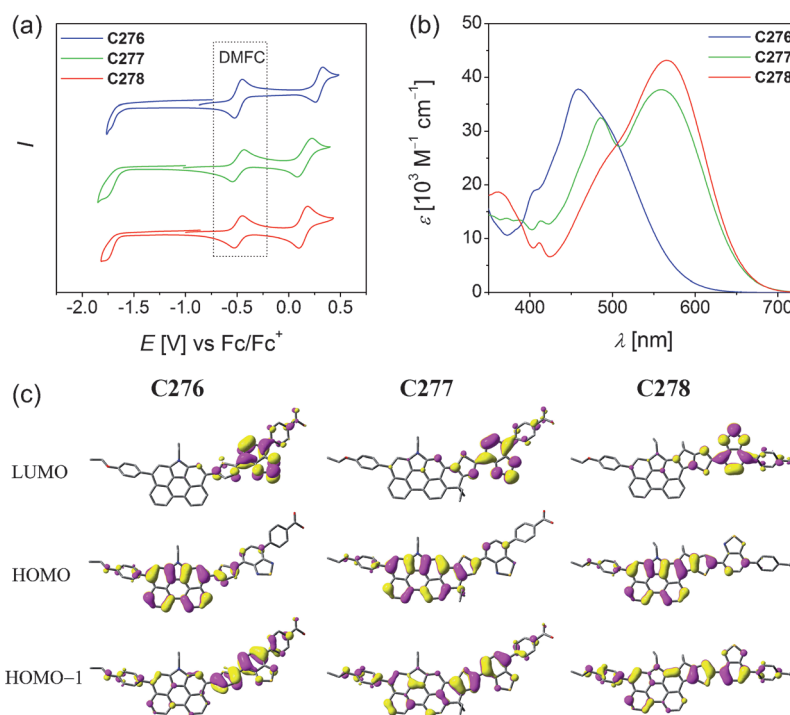 (a)
C276
C277
C278
DMFC
I
-2.0 -1.5 -1.0 -0.5 0.0 0.5
E [V] vs Fc/Fc⁺
(b)
C276
C277
C278
50
40
30
20
10
0
ε [10³ M⁻¹ cm⁻¹]
400 500 600 700
λ [nm]
(c)
C276 C277 C278
LUMO
HOMO
HOMO−1